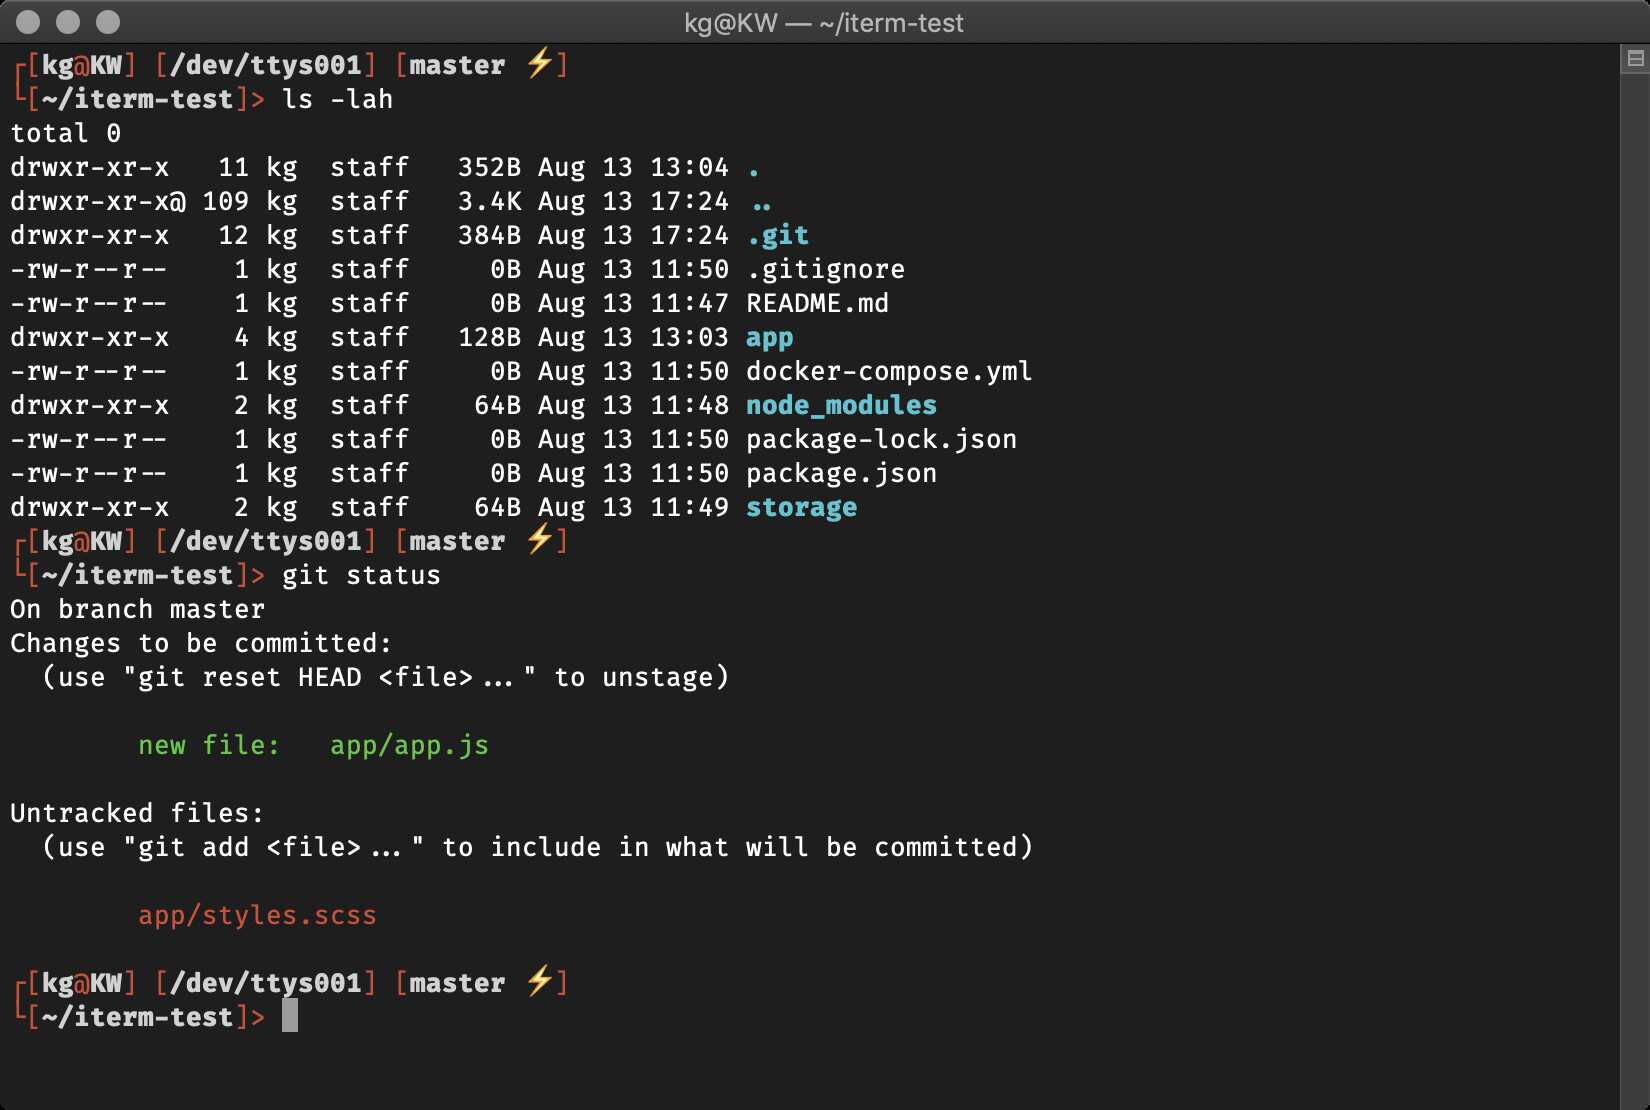 kg@KW — ~/iterm-test
┌[kg@KW] [/dev/ttys001] [master ⚡]
└[~/iterm-test]> ls -lah
total 0
drwxr-xr-x   11 kg  staff   352B Aug 13 13:04 .
drwxr-xr-x@ 109 kg  staff   3.4K Aug 13 17:24 ..
drwxr-xr-x   12 kg  staff   384B Aug 13 17:24 .git
-rw-r--r--    1 kg  staff     0B Aug 13 11:50 .gitignore
-rw-r--r--    1 kg  staff     0B Aug 13 11:47 README.md
drwxr-xr-x    4 kg  staff   128B Aug 13 13:03 app
-rw-r--r--    1 kg  staff     0B Aug 13 11:50 docker-compose.yml
drwxr-xr-x    2 kg  staff    64B Aug 13 11:48 node_modules
-rw-r--r--    1 kg  staff     0B Aug 13 11:50 package-lock.json
-rw-r--r--    1 kg  staff     0B Aug 13 11:50 package.json
drwxr-xr-x    2 kg  staff    64B Aug 13 11:49 storage
┌[kg@KW] [/dev/ttys001] [master ⚡]
└[~/iterm-test]> git status
On branch master
Changes to be committed:
  (use "git reset HEAD <file>..." to unstage)
        new file:   app/app.js
Untracked files:
  (use "git add <file>..." to include in what will be committed)
        app/styles.scss
┌[kg@KW] [/dev/ttys001] [master ⚡]
└[~/iterm-test]>